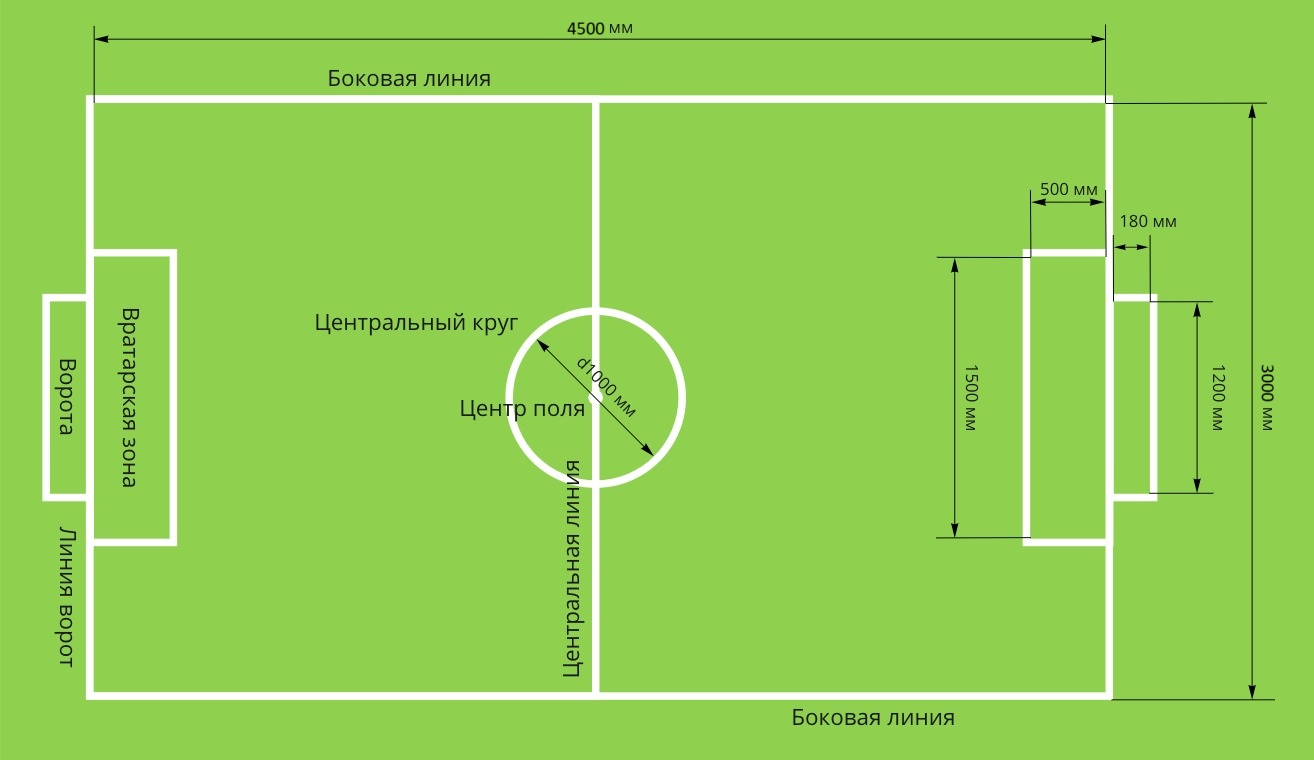 4500 мм
Боковая линия
500 мм
180 мм
Центральный круг
d1000 мм
Центр поля
Вратарская зона
Ворота
Линия ворот
Центральная линия
1500 мм
1200 мм
3000 мм
Боковая линия